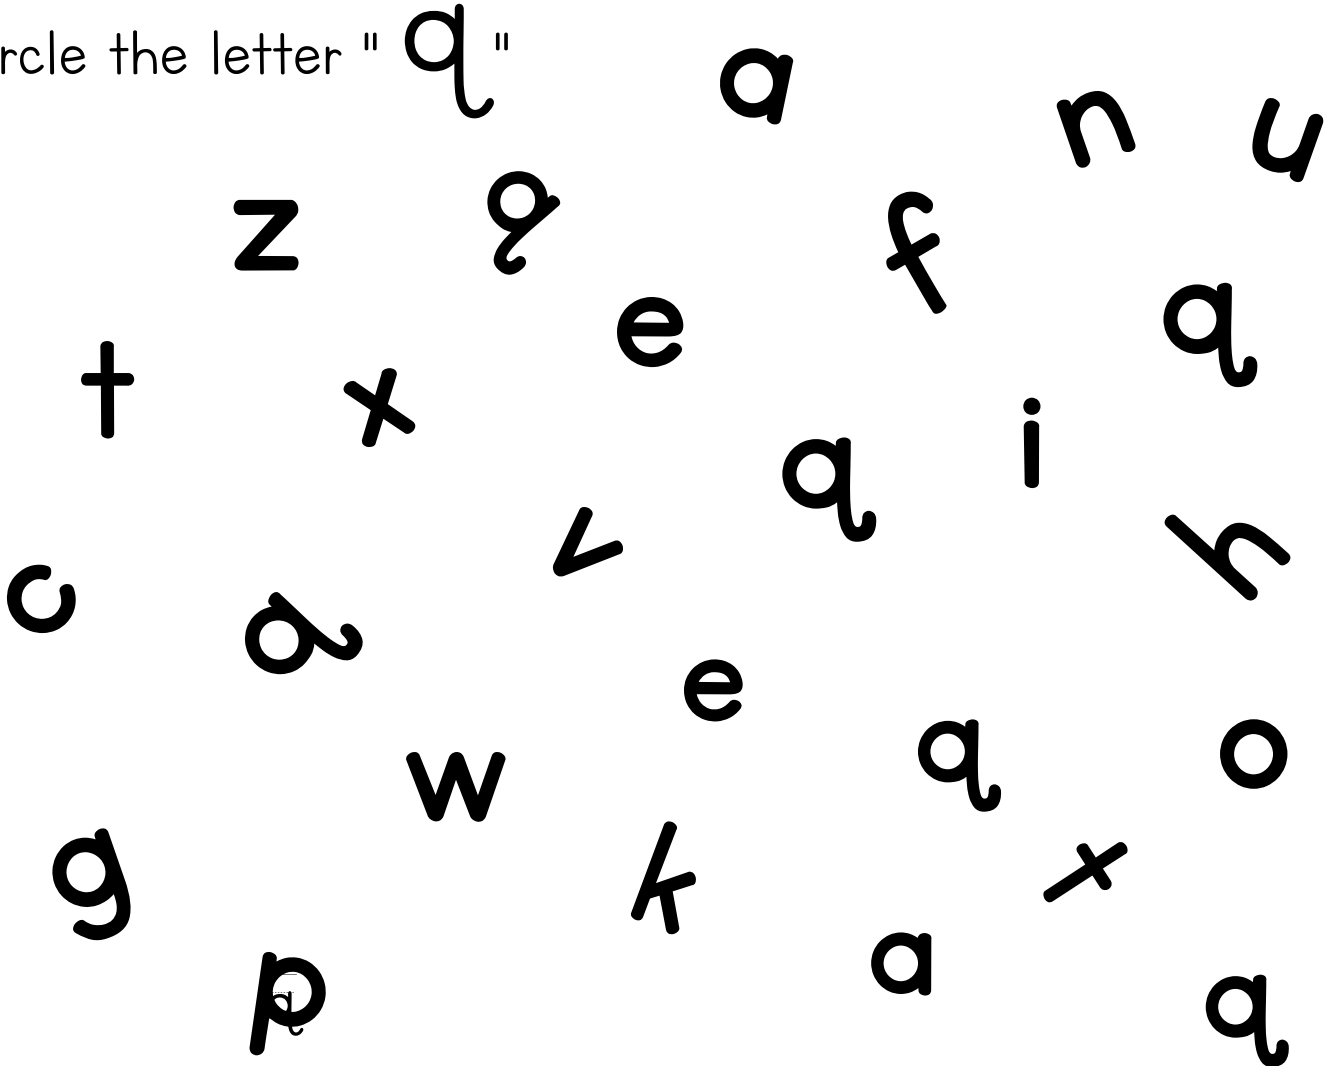 rcle the letter " q "
a
n u
z q f
e q
t x
i
q
v h
c q
e
w q o
g k t
a
p q
q